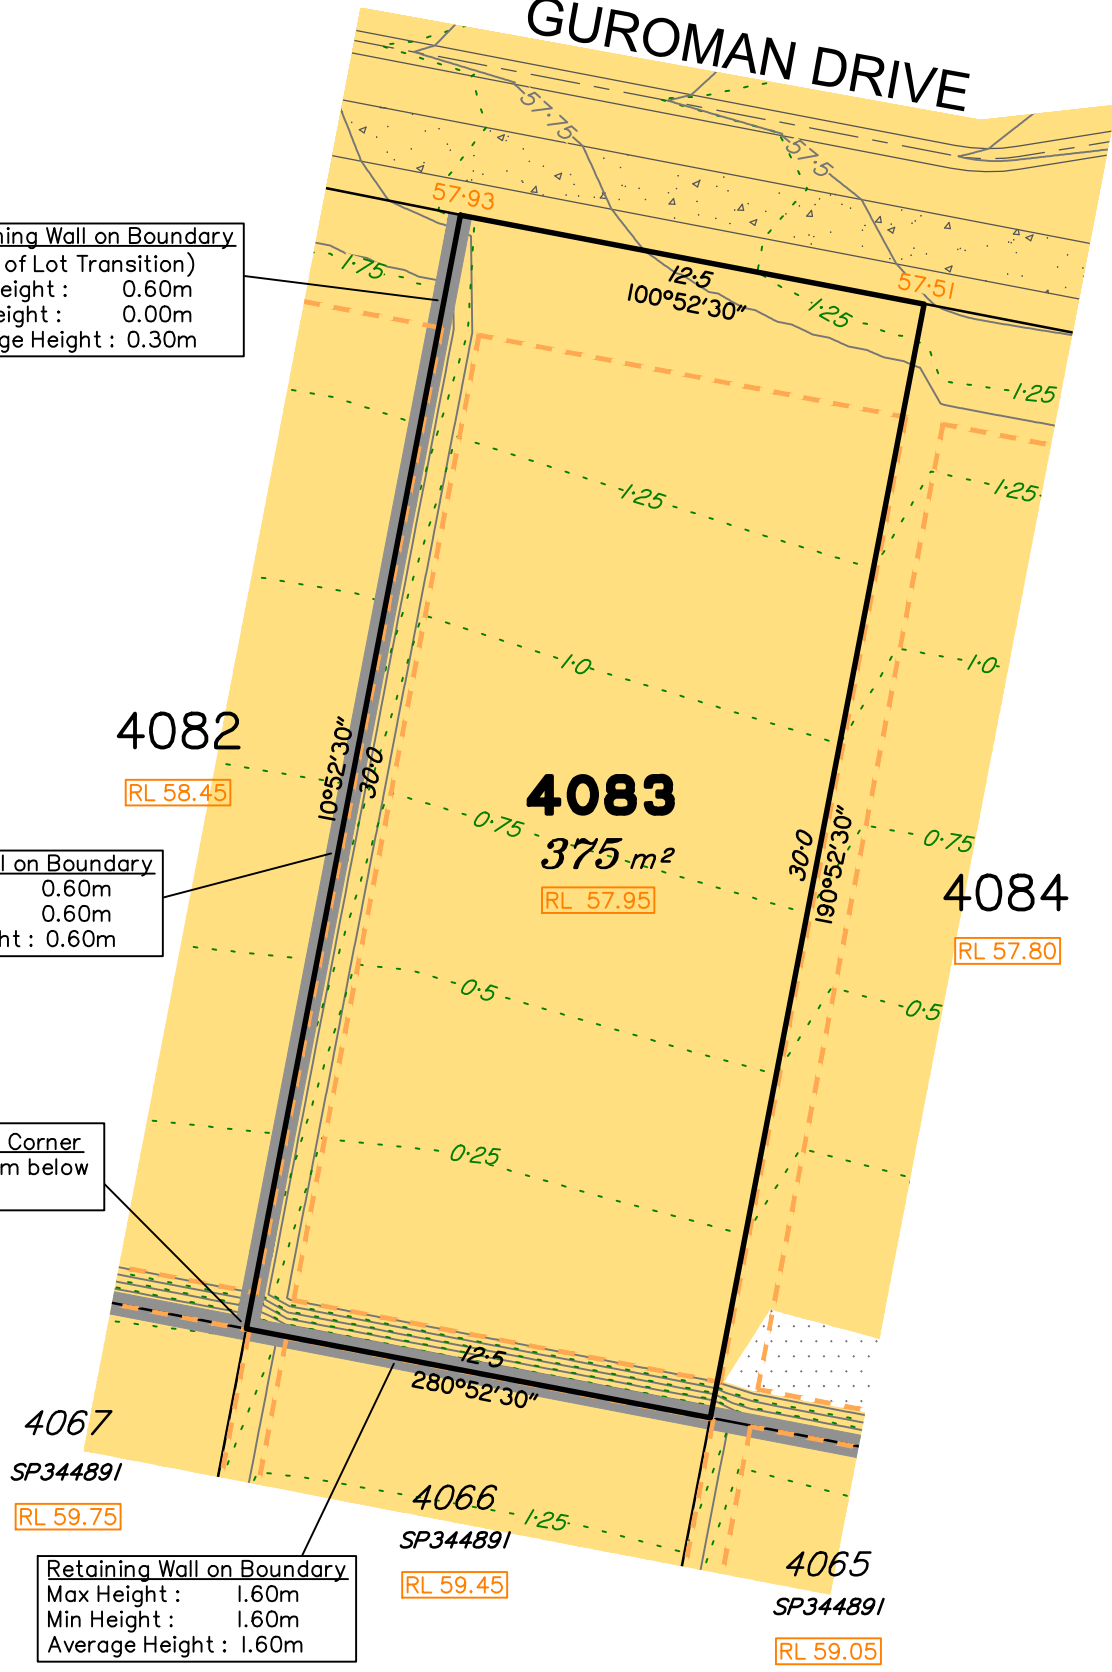 GUROMAN DRIVE
57.75
57.5
57.93
57.51
ning Wall on Boundary
of Lot Transition)
eight : 0.60m
eight : 0.00m
ge Height : 0.30m
1.75
12.5
100°52'30"
1.25
1.25
1.25
1.25
1.0
1.0
4082
RL 58.45
10°52'30"
30.0
4083
375 m²
RL 57.95
0.75
30.0
190°52'30"
0.75
4084
RL 57.80
l on Boundary
0.60m
0.60m
ht : 0.60m
0.5
0.5
Corner
m below
0.25
12.5
280°52'30"
4067
SP344891
RL 59.75
4066
SP344891
RL 59.45
1.25
4065
SP344891
RL 59.05
Retaining Wall on Boundary
Max Height : 1.60m
Min Height : 1.60m
Average Height : 1.60m